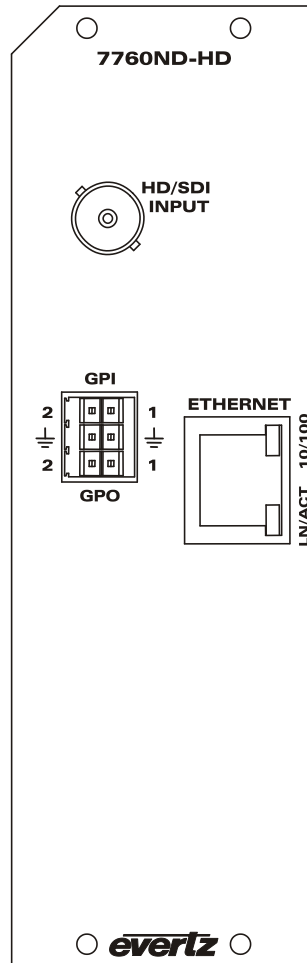 7760ND-HD
HD/SDI
INPUT
GPI
2 1
2 1
GPO
ETHERNET
10/100
LN/ACT
evertz